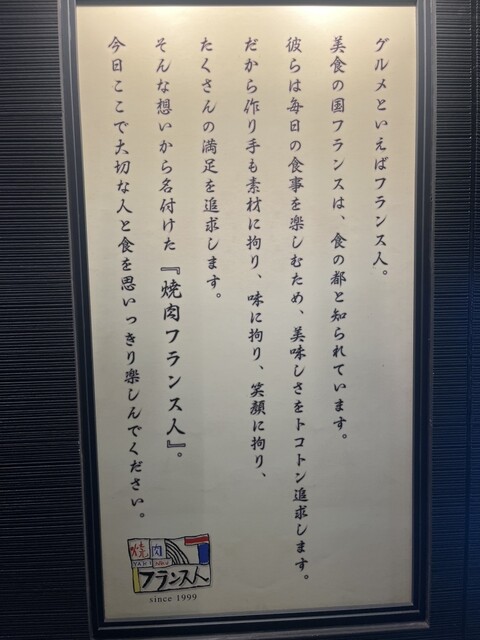 グルメといえばフランス人。
美食の国フランスは、食の都と知られています。
彼らは毎日の食事を楽しむため、美味しさをトコトン追求します。
だから作り手も素材に拘り、味に拘り、笑顔に拘り、
たくさんの満足を追求します。
そんな想いから名付けた『焼肉フランス人』。
今日ここで大切な人と食を思いっきり楽しんでください。
焼肉
フランス人
since 1999